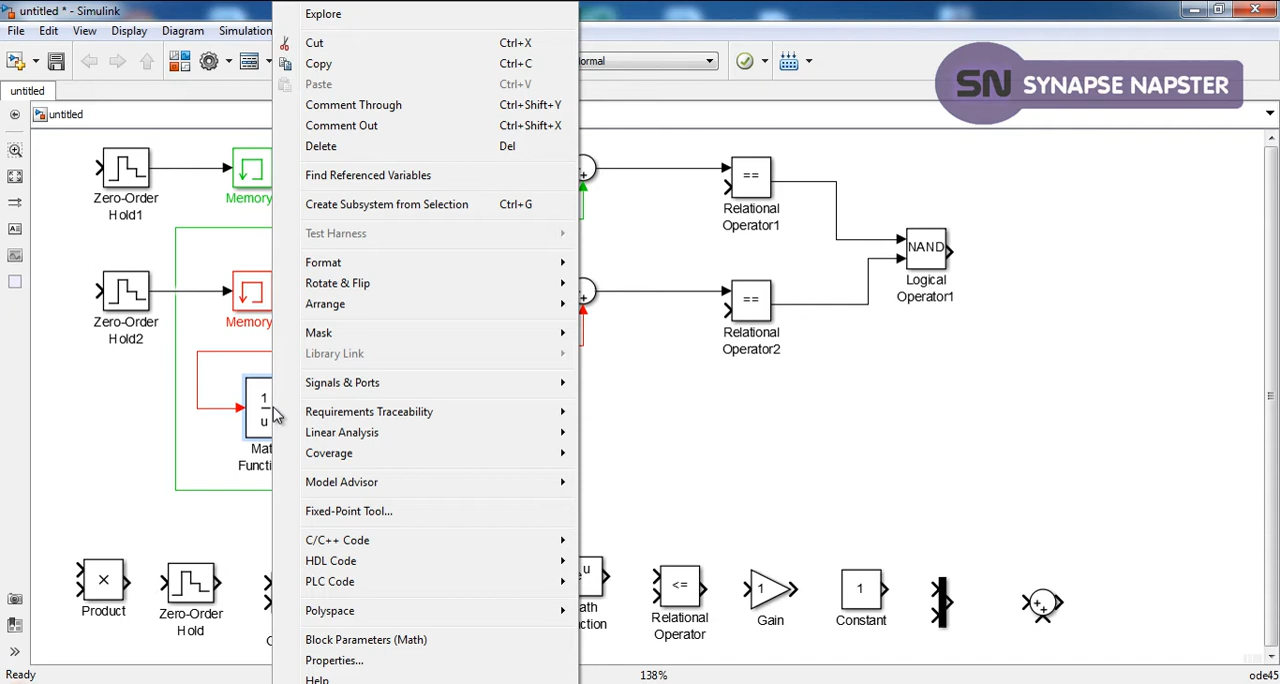 untitled * - Simulink
File Edit View Display Diagram Simulation
untitled
untitled
Explore
Cut Ctrl+X
Copy Ctrl+C
Paste Ctrl+V
Comment Through Ctrl+Shift+Y
Comment Out Ctrl+Shift+X
Delete Del
Find Referenced Variables
Create Subsystem from Selection Ctrl+G
Test Harness
Format
Rotate & Flip
Arrange
Mask
Library Link
Signals & Ports
Requirements Traceability
Linear Analysis
Coverage
Model Advisor
Fixed-Point Tool...
C/C++ Code
HDL Code
PLC Code
Polyspace
Block Parameters (Math)
Properties...
Help
SN SYNAPSE NAPSTER
Zero-Order
Hold1
Memory
Zero-Order
Hold2
Memory
1
u
==
Relational
Operator1
==
Relational
Operator2
NAND
Logical
Operator1
×
Product
Zero-Order
Hold
u
<=
Relational
Operator
1
Gain
1
Constant
Ready
138%
ode45